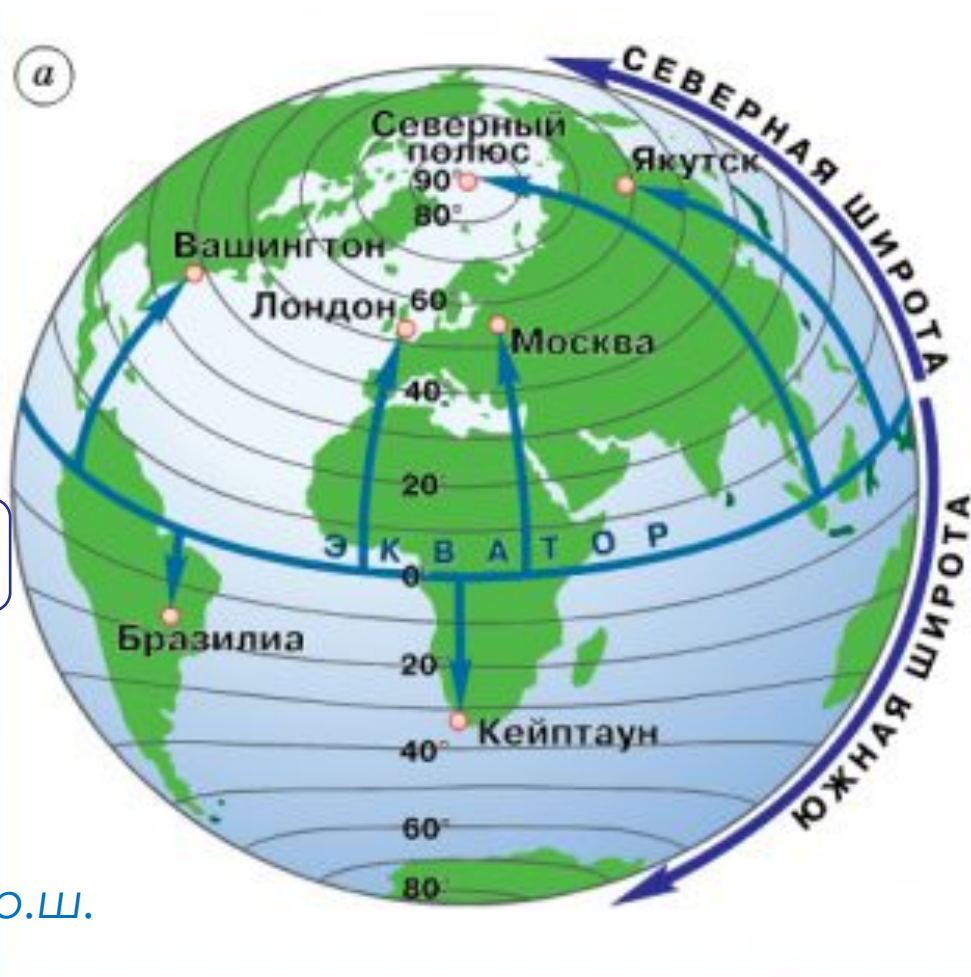 а
СЕВЕРНАЯ ШИРОТА
Северный
полюс
90°
Якутск
80°
Вашингтон
60
Лондон
Москва
40°
20°
ЭКВАТОР
0°
Бразилиа
20°
Кейптаун
40°
60°
80°
ЮЖНАЯ ШИРОТА
ю.ш.